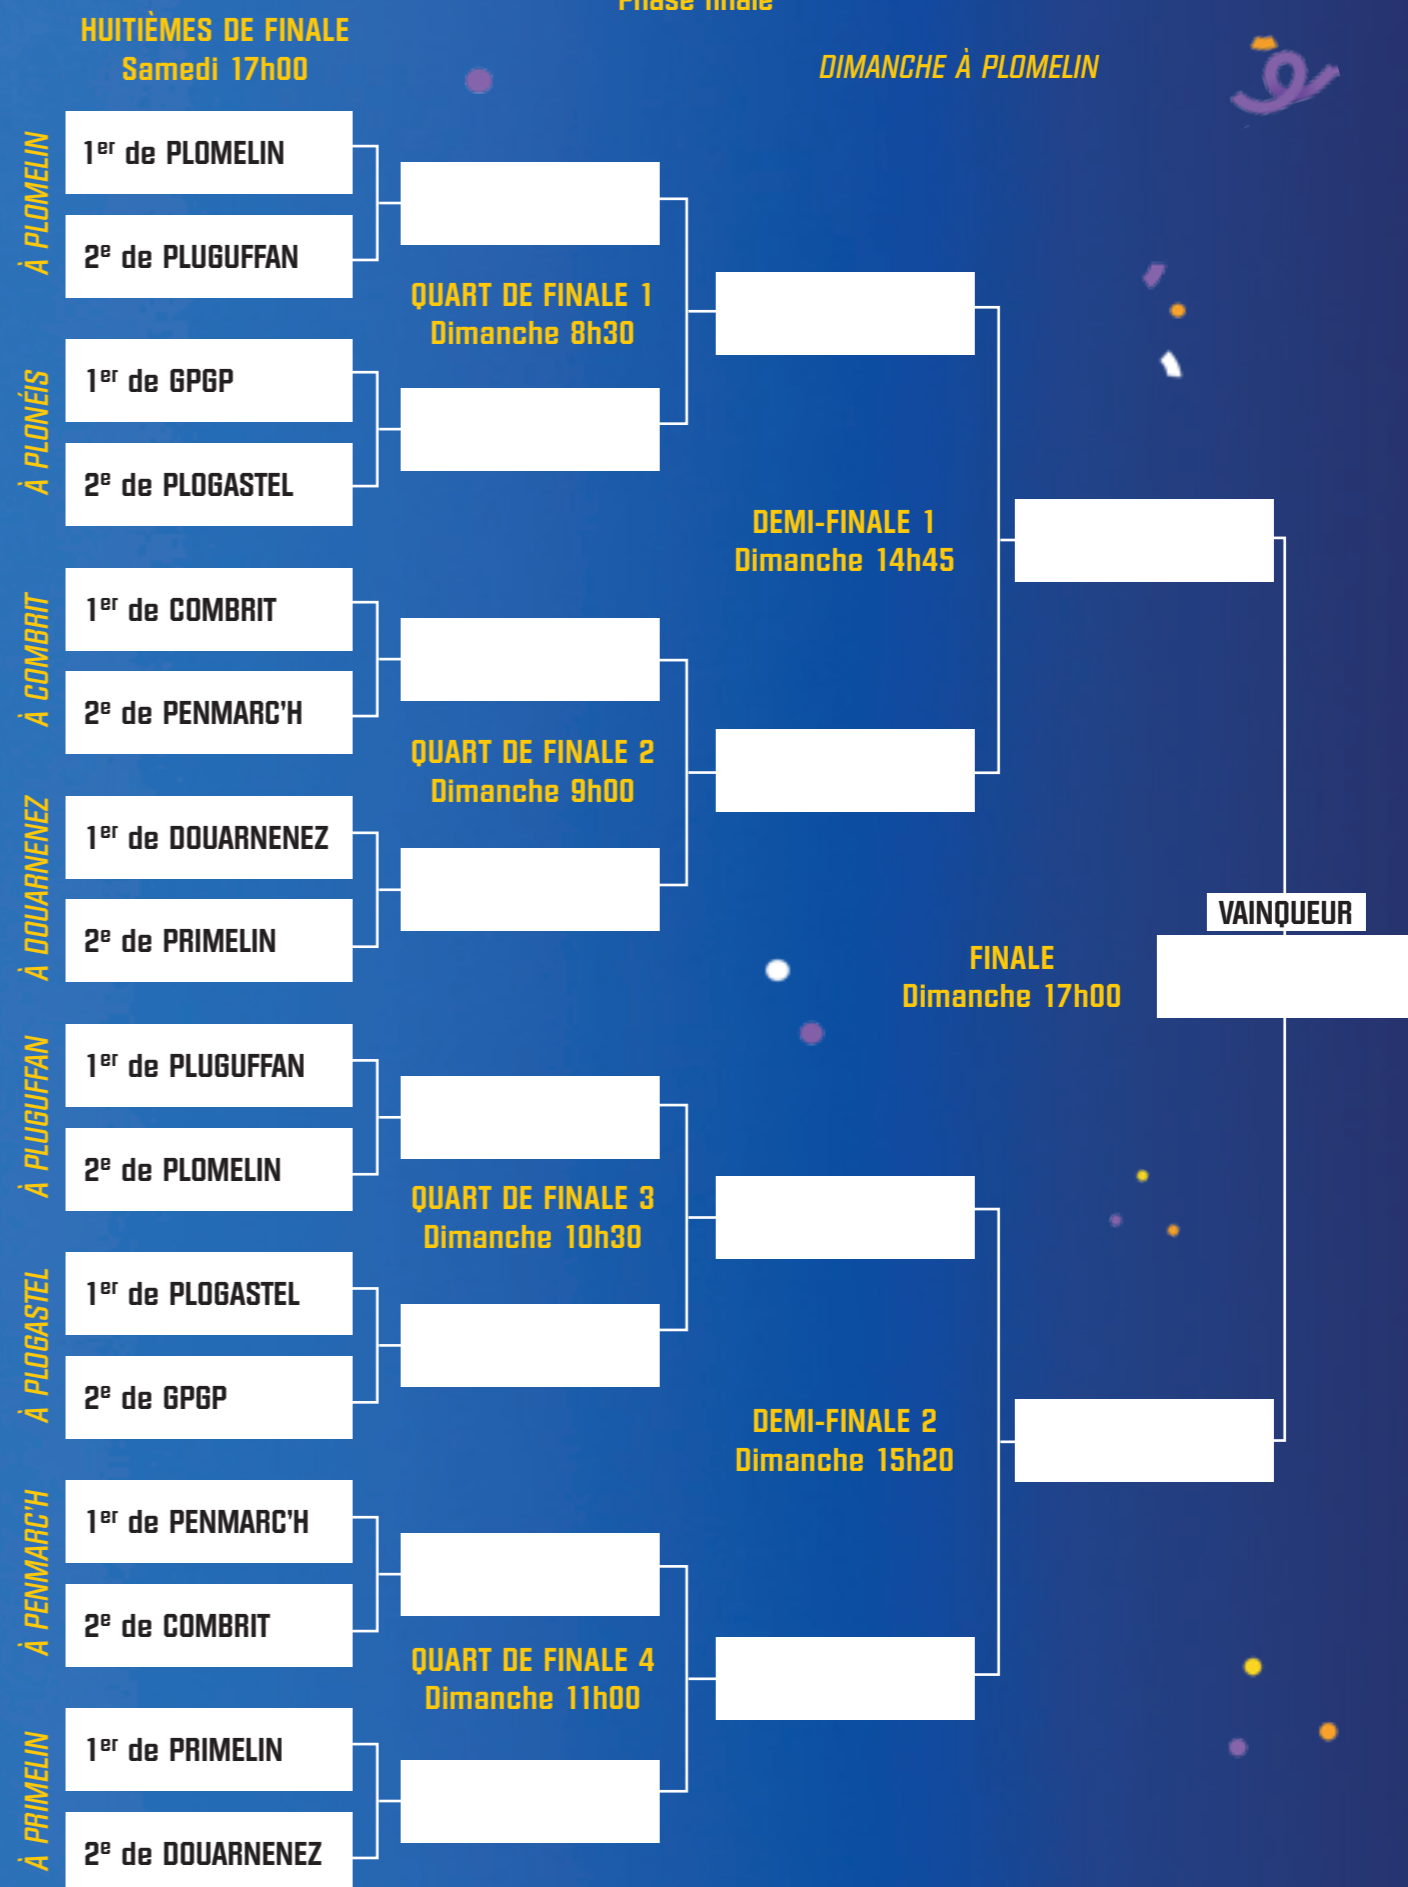 Phase finale
HUITIÈMES DE FINALE
Samedi 17h00
DIMANCHE À PLOMELIN
À PLOMELIN
1er de PLOMELIN
2e de PLUGUFFAN
QUART DE FINALE 1
Dimanche 8h30
À PLONÉIS
1er de GPGP
2e de PLOGASTEL
DEMI-FINALE 1
Dimanche 14h45
À COMBRIT
1er de COMBRIT
2e de PENMARC'H
QUART DE FINALE 2
Dimanche 9h00
À DOUARNENEZ
1er de DOUARNENEZ
2e de PRIMELIN
VAINQUEUR
FINALE
Dimanche 17h00
À PLUGUFFAN
1er de PLUGUFFAN
2e de PLOMELIN
QUART DE FINALE 3
Dimanche 10h30
À PLOGASTEL
1er de PLOGASTEL
2e de GPGP
DEMI-FINALE 2
Dimanche 15h20
À PENMARC'H
1er de PENMARC'H
2e de COMBRIT
QUART DE FINALE 4
Dimanche 11h00
À PRIMELIN
1er de PRIMELIN
2e de DOUARNENEZ